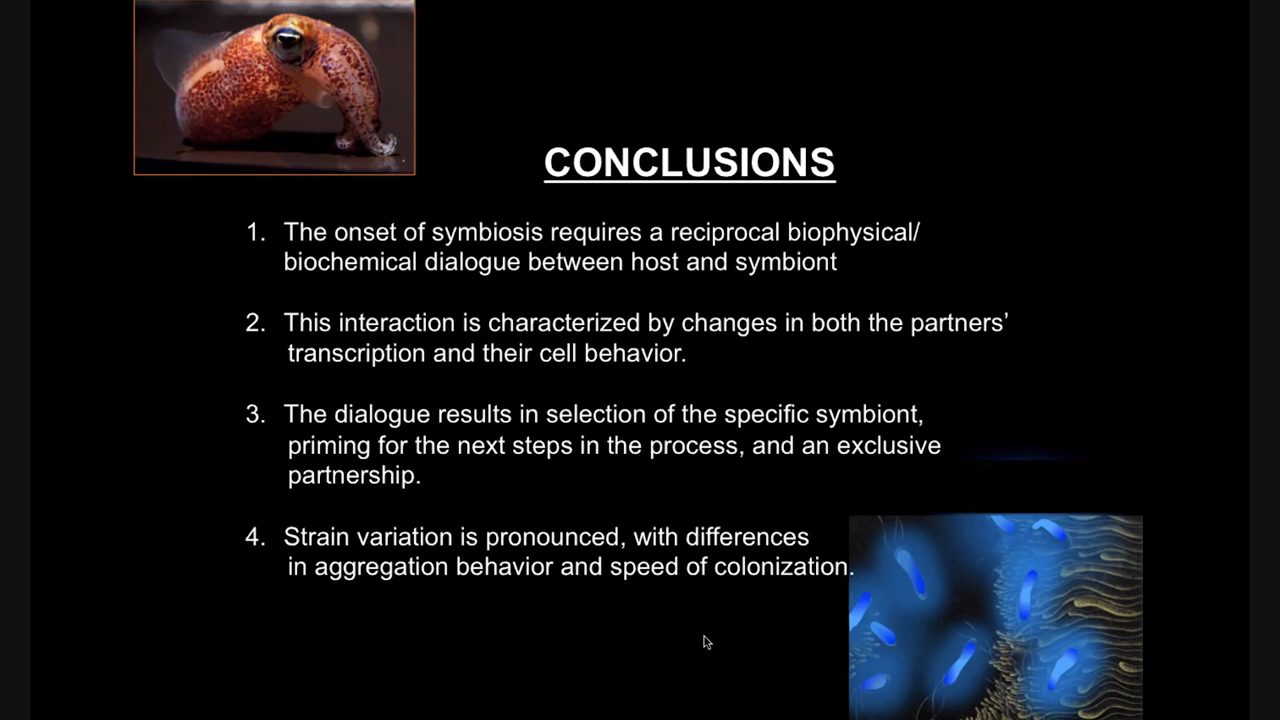 CONCLUSIONS
1. The onset of symbiosis requires a reciprocal biophysical/
biochemical dialogue between host and symbiont
2. This interaction is characterized by changes in both the partners’
transcription and their cell behavior.
3. The dialogue results in selection of the specific symbiont,
priming for the next steps in the process, and an exclusive
partnership.
4. Strain variation is pronounced, with differences
in aggregation behavior and speed of colonization.